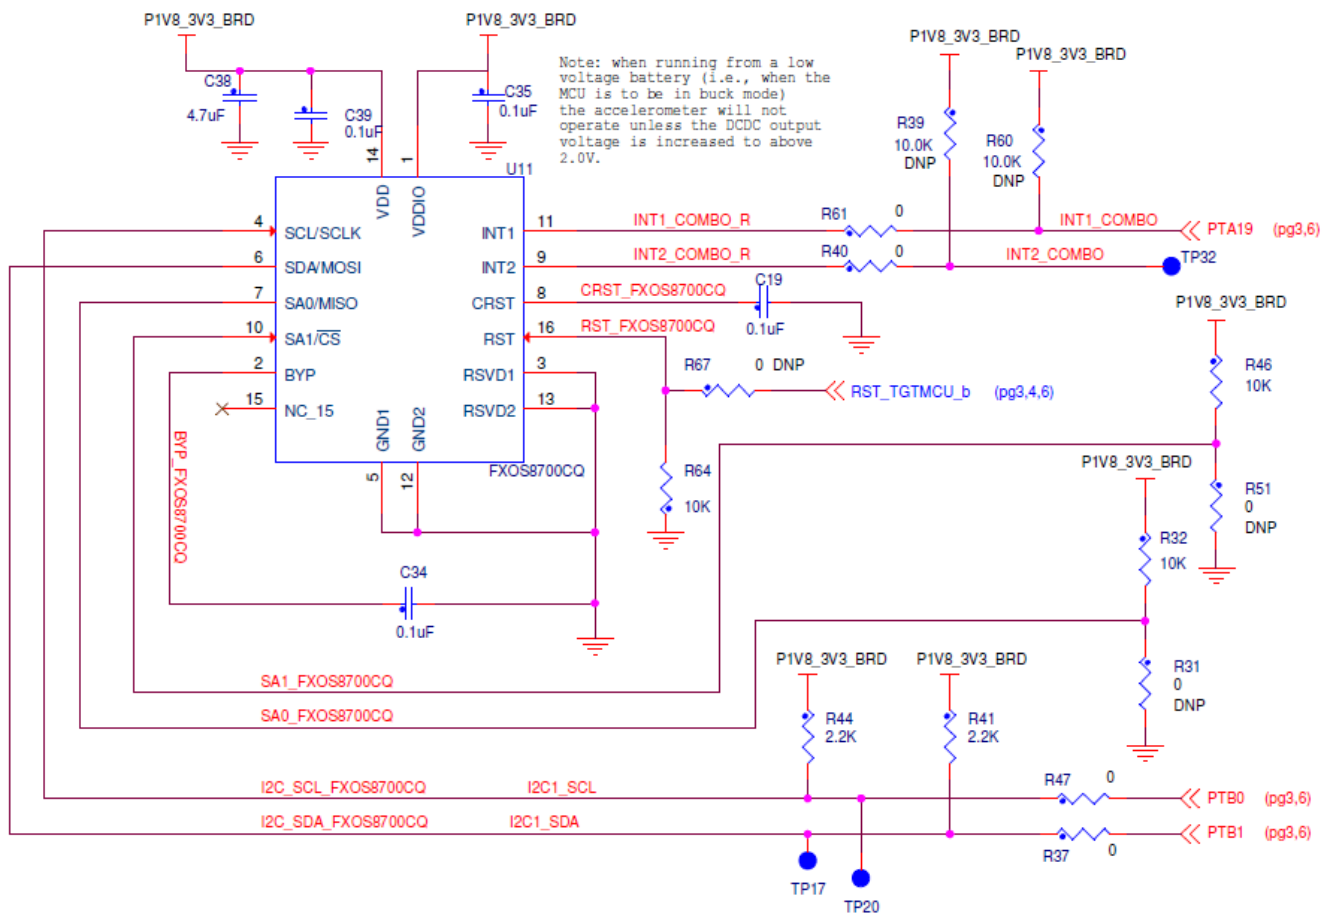 P1V8_3V3_BRD
P1V8_3V3_BRD
Note: when running from a low
voltage battery (i.e., when the
MCU is to be in buck mode)
the accelerometer will not
operate unless the DCDC output
voltage is increased to above
2.0V.
P1V8_3V3_BRD
P1V8_3V3_BRD
C38
4.7uF
C39
0.1uF
C35
0.1uF
R39
10.0K
DNP
R60
10.0K
DNP
14
1
U11
VDD
VDDIO
4
SCL/SCLK
6
SDA/MOSI
7
SA0/MISO
10
SA1/CS
2
BYP
15
NC_15
INT1
11
INT2
9
CRST
8
RST
16
RSVD1
3
RSVD2
13
GND1
GND2
5
12
FXOS8700CQ
INT1_COMBO_R
R61
0
INT1_COMBO
PTA19
(pg3,6)
INT2_COMBO_R
R40
0
INT2_COMBO
TP32
CRST_FXOS8700CQ
C19
0.1uF
RST_FXOS8700CQ
R67
0 DNP
RST_TGTMCU_b
(pg3,4,6)
R64
10K
P1V8_3V3_BRD
R46
10K
R51
0
DNP
P1V8_3V3_BRD
R32
10K
R31
0
DNP
BYP_FXOS8700CQ
C34
0.1uF
SA1_FXOS8700CQ
SA0_FXOS8700CQ
P1V8_3V3_BRD
P1V8_3V3_BRD
R44
2.2K
R41
2.2K
I2C_SCL_FXOS8700CQ
I2C1_SCL
R47
0
PTB0
(pg3,6)
I2C_SDA_FXOS8700CQ
I2C1_SDA
R37
0
PTB1
(pg3,6)
TP17
TP20